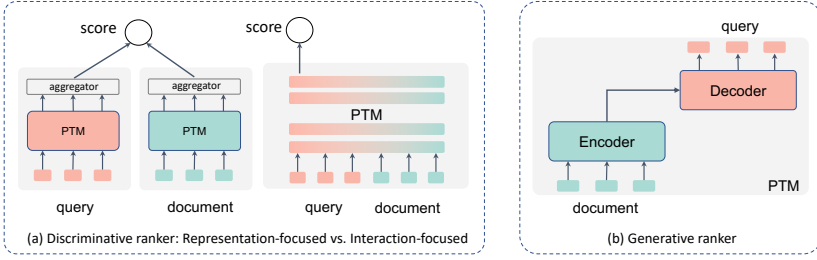 score
aggregator
aggregator
PTM
PTM
query
document
score
PTM
query
document
(a) Discriminative ranker: Representation-focused vs. Interaction-focused
query
Decoder
Encoder
PTM
document
(b) Generative ranker